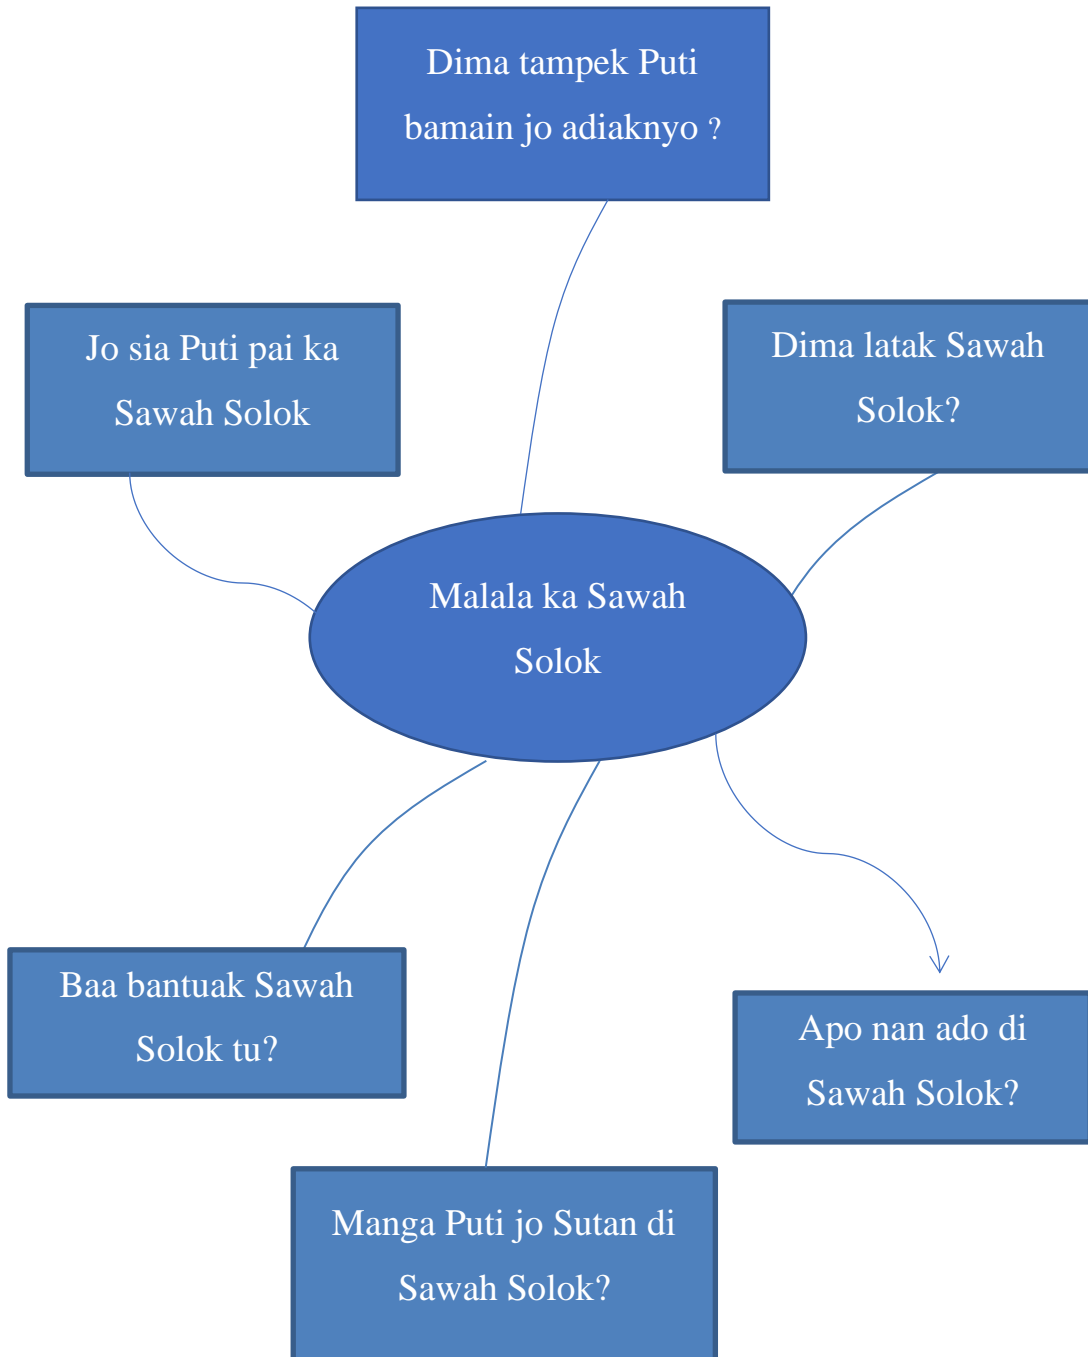 Dima tampek Puti
bamain jo adiaknyo ?
Jo sia Puti pai ka
Sawah Solok
Dima latak Sawah
Solok?
Malala ka Sawah
Solok
Baa bantuak Sawah
Solok tu?
Apo nan ado di
Sawah Solok?
Manga Puti jo Sutan di
Sawah Solok?